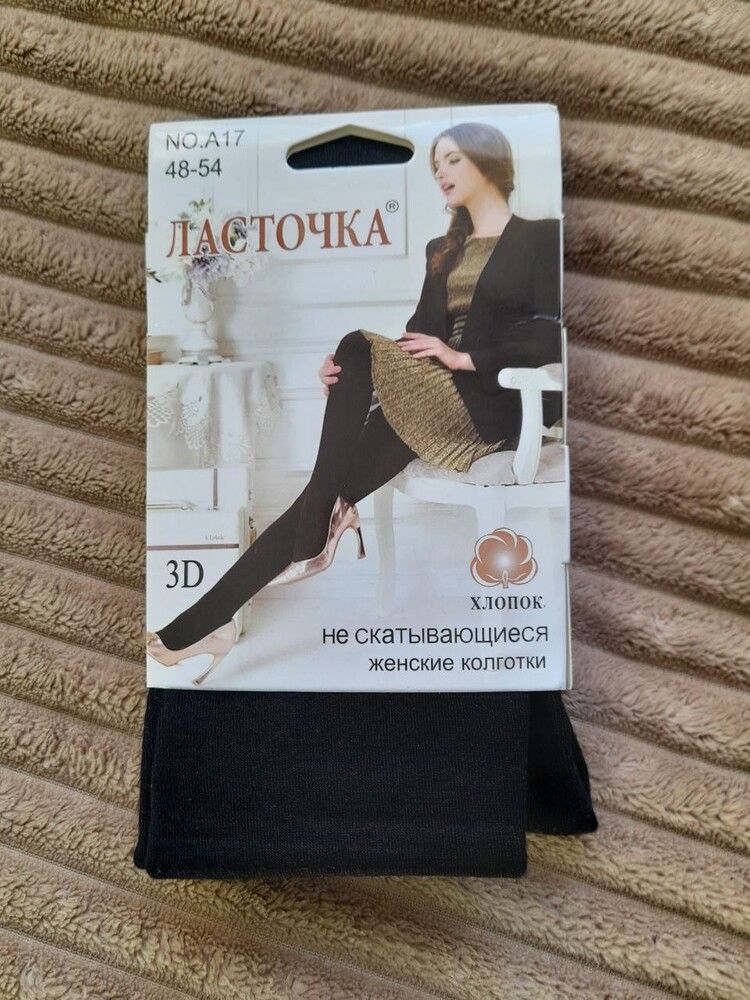 NO.A17
48-54
ЛАСТОЧКА®
3D
ХЛОПОК
не скатывающиеся
женские колготки